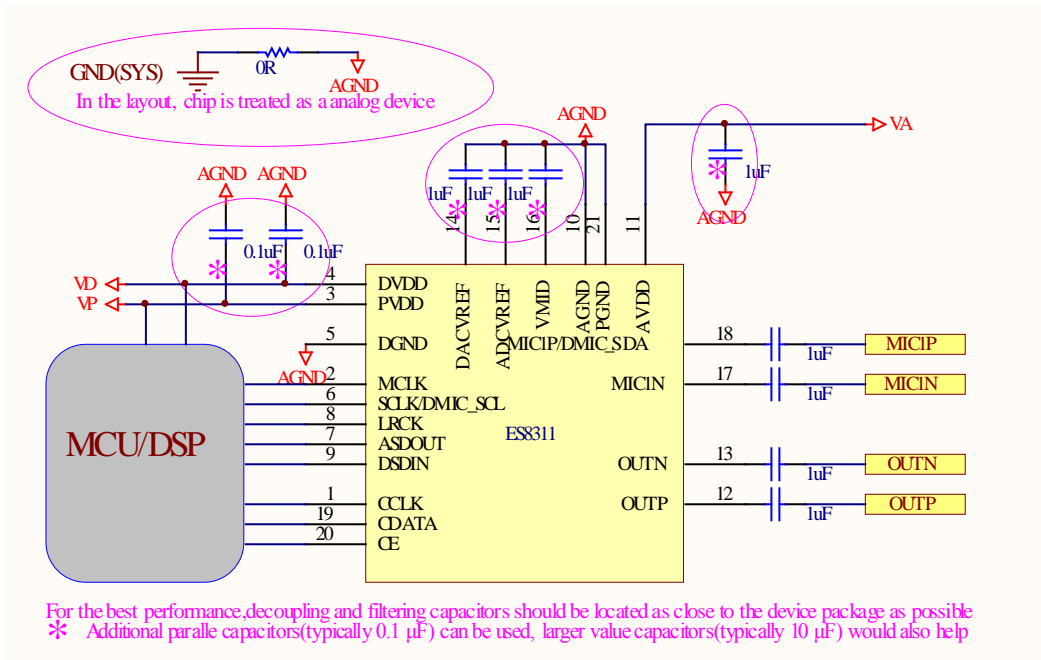 GND(SYS)
0R
AGND
In the layout, chip is treated as a analog device
AGND
VA
1uF
AGND
1uF
1uF
1uF
14
15
16
10
21
11
AGND
AGND
0.1uF
0.1uF
VD
VP
4
3
5
AGND
2
6
8
7
9
1
19
20
DVDD
PVDD
DGND
MCLK
SCLK/DMIC_SCL
LRCK
ASDOUT
DSDIN
CCLK
CDATA
CE
DACVREF
ADCVREF
VMID
AGND
PGND
AVDD
MIC1P/DMIC_SDA
MIC1N
OUTN
OUTP
ES8311
MCU/DSP
18
1uF
MIC1P
17
1uF
MIC1N
13
1uF
OUTN
12
1uF
OUTP
For the best performance,decoupling and filtering capacitors should be located as close to the device package as possible
* Additional paralle capacitors(typically 0.1 μF) can be used, larger value capacitors(typically 10 μF) would also help